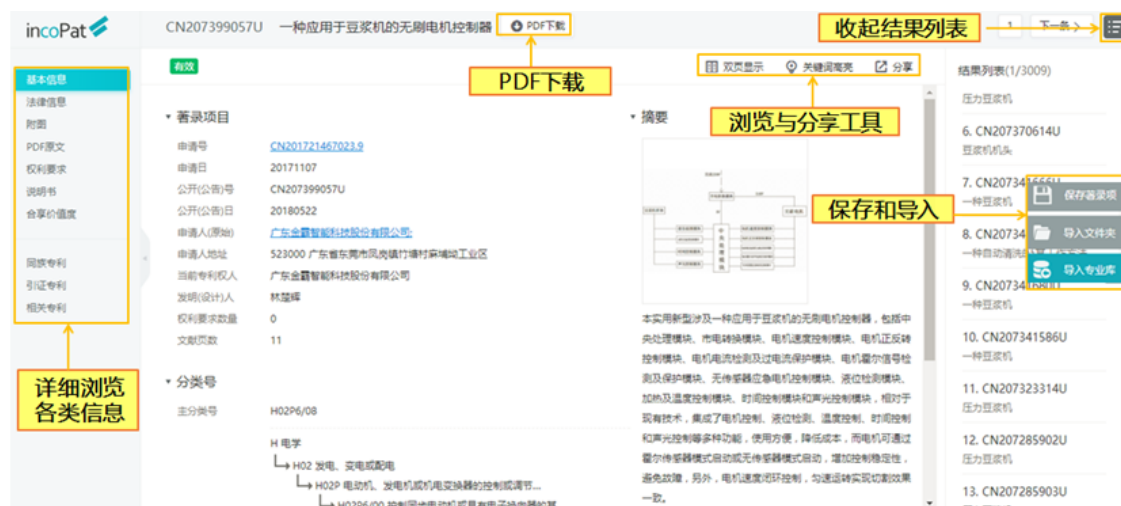 incoPat
CN207399057U 一种应用于豆浆机的无刷电机控制器 PDF下载
收起结果列表
1 下一条 >
PDF下载
有效
双页显示 关键词高亮 分享
浏览与分享工具
基本信息
法律信息
附图
PDF原文
权利要求
说明书
合享价值度
同族专利
引证专利
相关专利
详细浏览
各类信息
著录项目
申请号 CN201721467023.9
申请日 20171107
公开(公告)号 CN207399057U
公开(公告)日 20180522
申请人(原始) 广东金霸智能科技股份有限公司;
申请人地址 523000 广东省东莞市凤岗镇竹塘村麻埔坳工业区
当前专利权人 广东金霸智能科技股份有限公司
发明(设计)人 林楚辉
权利要求数量 0
文献页数 11
分类号
主分类号 H02P6/08
H 电学
H02 发电、变电或配电
H02P 电动机、发电机或机电变换器的控制或调节...
H02P6/00 控制同步电动机或具有电子换向器的其
摘要
本实用新型涉及一种应用于豆浆机的无刷电机控制器，包括中
央处理模块、市电转换模块、电机速度控制模块、电机正反转
控制模块、电机电流检测及过电流保护模块、电机霍尔信号检
测及保护模块、无传感器应急电机控制模块、液位检测模块、
加热及温度控制模块、时间控制模块和声光控制模块，相对于
现有技术，集成了电机控制、液位检测、温度控制、时间控制
和声光控制等多种功能，使用方便，降低成本，而电机可通过
霍尔传感器模式启动或无传感器模式启动，增加控制稳定性，
避免故障，另外，电机速度闭环控制，匀速运转实现切割效果
一致。
结果列表(1/3009)
压力豆浆机
6. CN207370614U
豆浆机机头
7. CN207341666U
一种豆浆机
8. CN20734
一种自动清洗
9. CN207341680U
一种豆浆机
10. CN207341586U
一种豆浆机
11. CN207323314U
压力豆浆机
12. CN207285902U
压力豆浆机
13. CN207285903U
保存和导入
保存著录项
导入文件夹
导入专业库